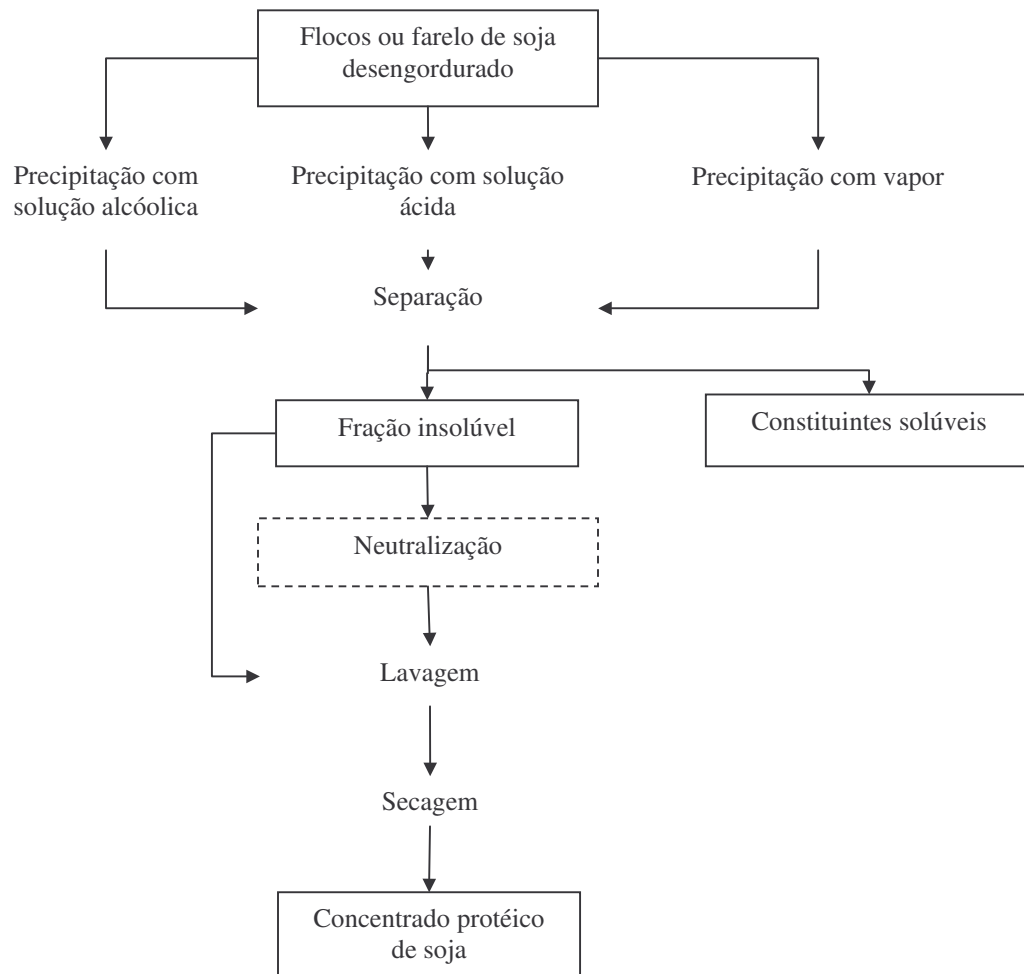 Flocos ou farelo de soja
desengordurado
Precipitação com
solução alcóolica
Precipitação com solução
ácida
Precipitação com vapor
Separação
Fração insolúvel
Constituintes solúveis
Neutralização
Lavagem
Secagem
Concentrado protéico
de soja